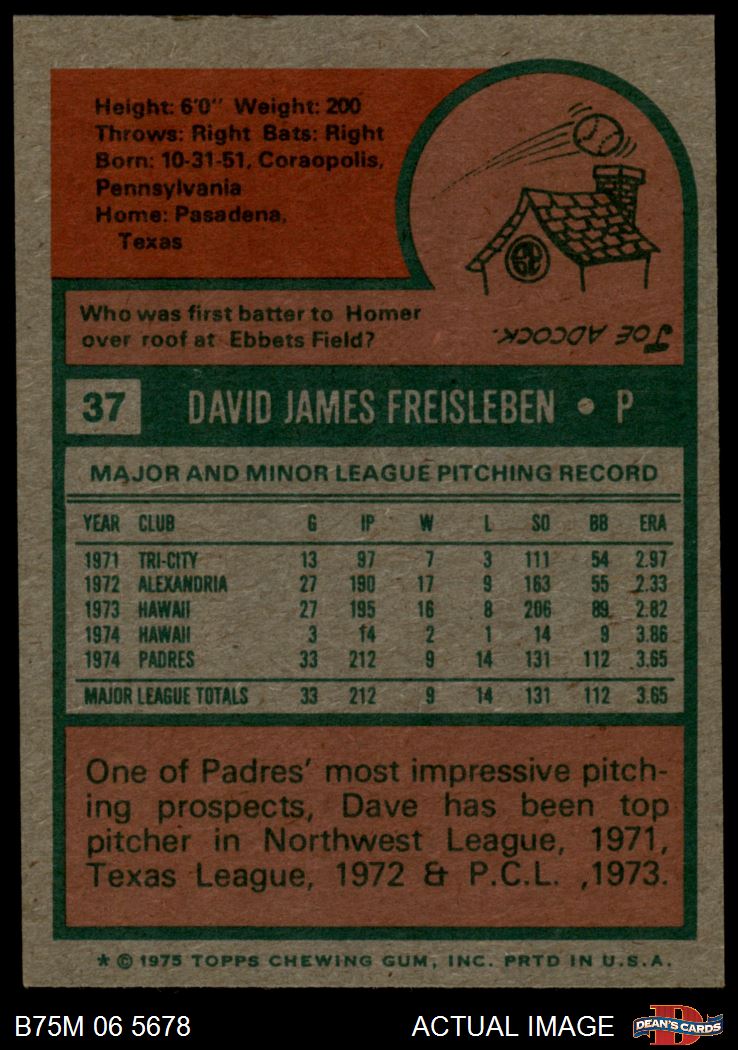 Height: 6'0" Weight: 200
Throws: Right Bats: Right
Born: 10-31-51, Coraopolis,
Pennsylvania
Home: Pasadena,
Texas
Who was first batter to Homer
over roof at Ebbets Field?
JOE ADCOCK.
37 DAVID JAMES FREISLEBEN • P
MAJOR AND MINOR LEAGUE PITCHING RECORD
YEAR CLUB G IP W L SO BB ERA
1971 TRI-CITY 13 97 7 3 111 54 2.97
1972 ALEXANDRIA 27 190 17 9 163 55 2.33
1973 HAWAII 27 195 16 8 206 89 2.82
1974 HAWAII 3 14 2 1 14 9 3.86
1974 PADRES 33 212 9 14 131 112 3.65
MAJOR LEAGUE TOTALS 33 212 9 14 131 112 3.65
One of Padres' most impressive pitch-
ing prospects, Dave has been top
pitcher in Northwest League, 1971,
Texas League, 1972 & P.C.L. ,1973.
* © 1975 TOPPS CHEWING GUM, INC. PRTD IN U.S.A.
B75M 06 5678 ACTUAL IMAGE DEAN'S CARDS